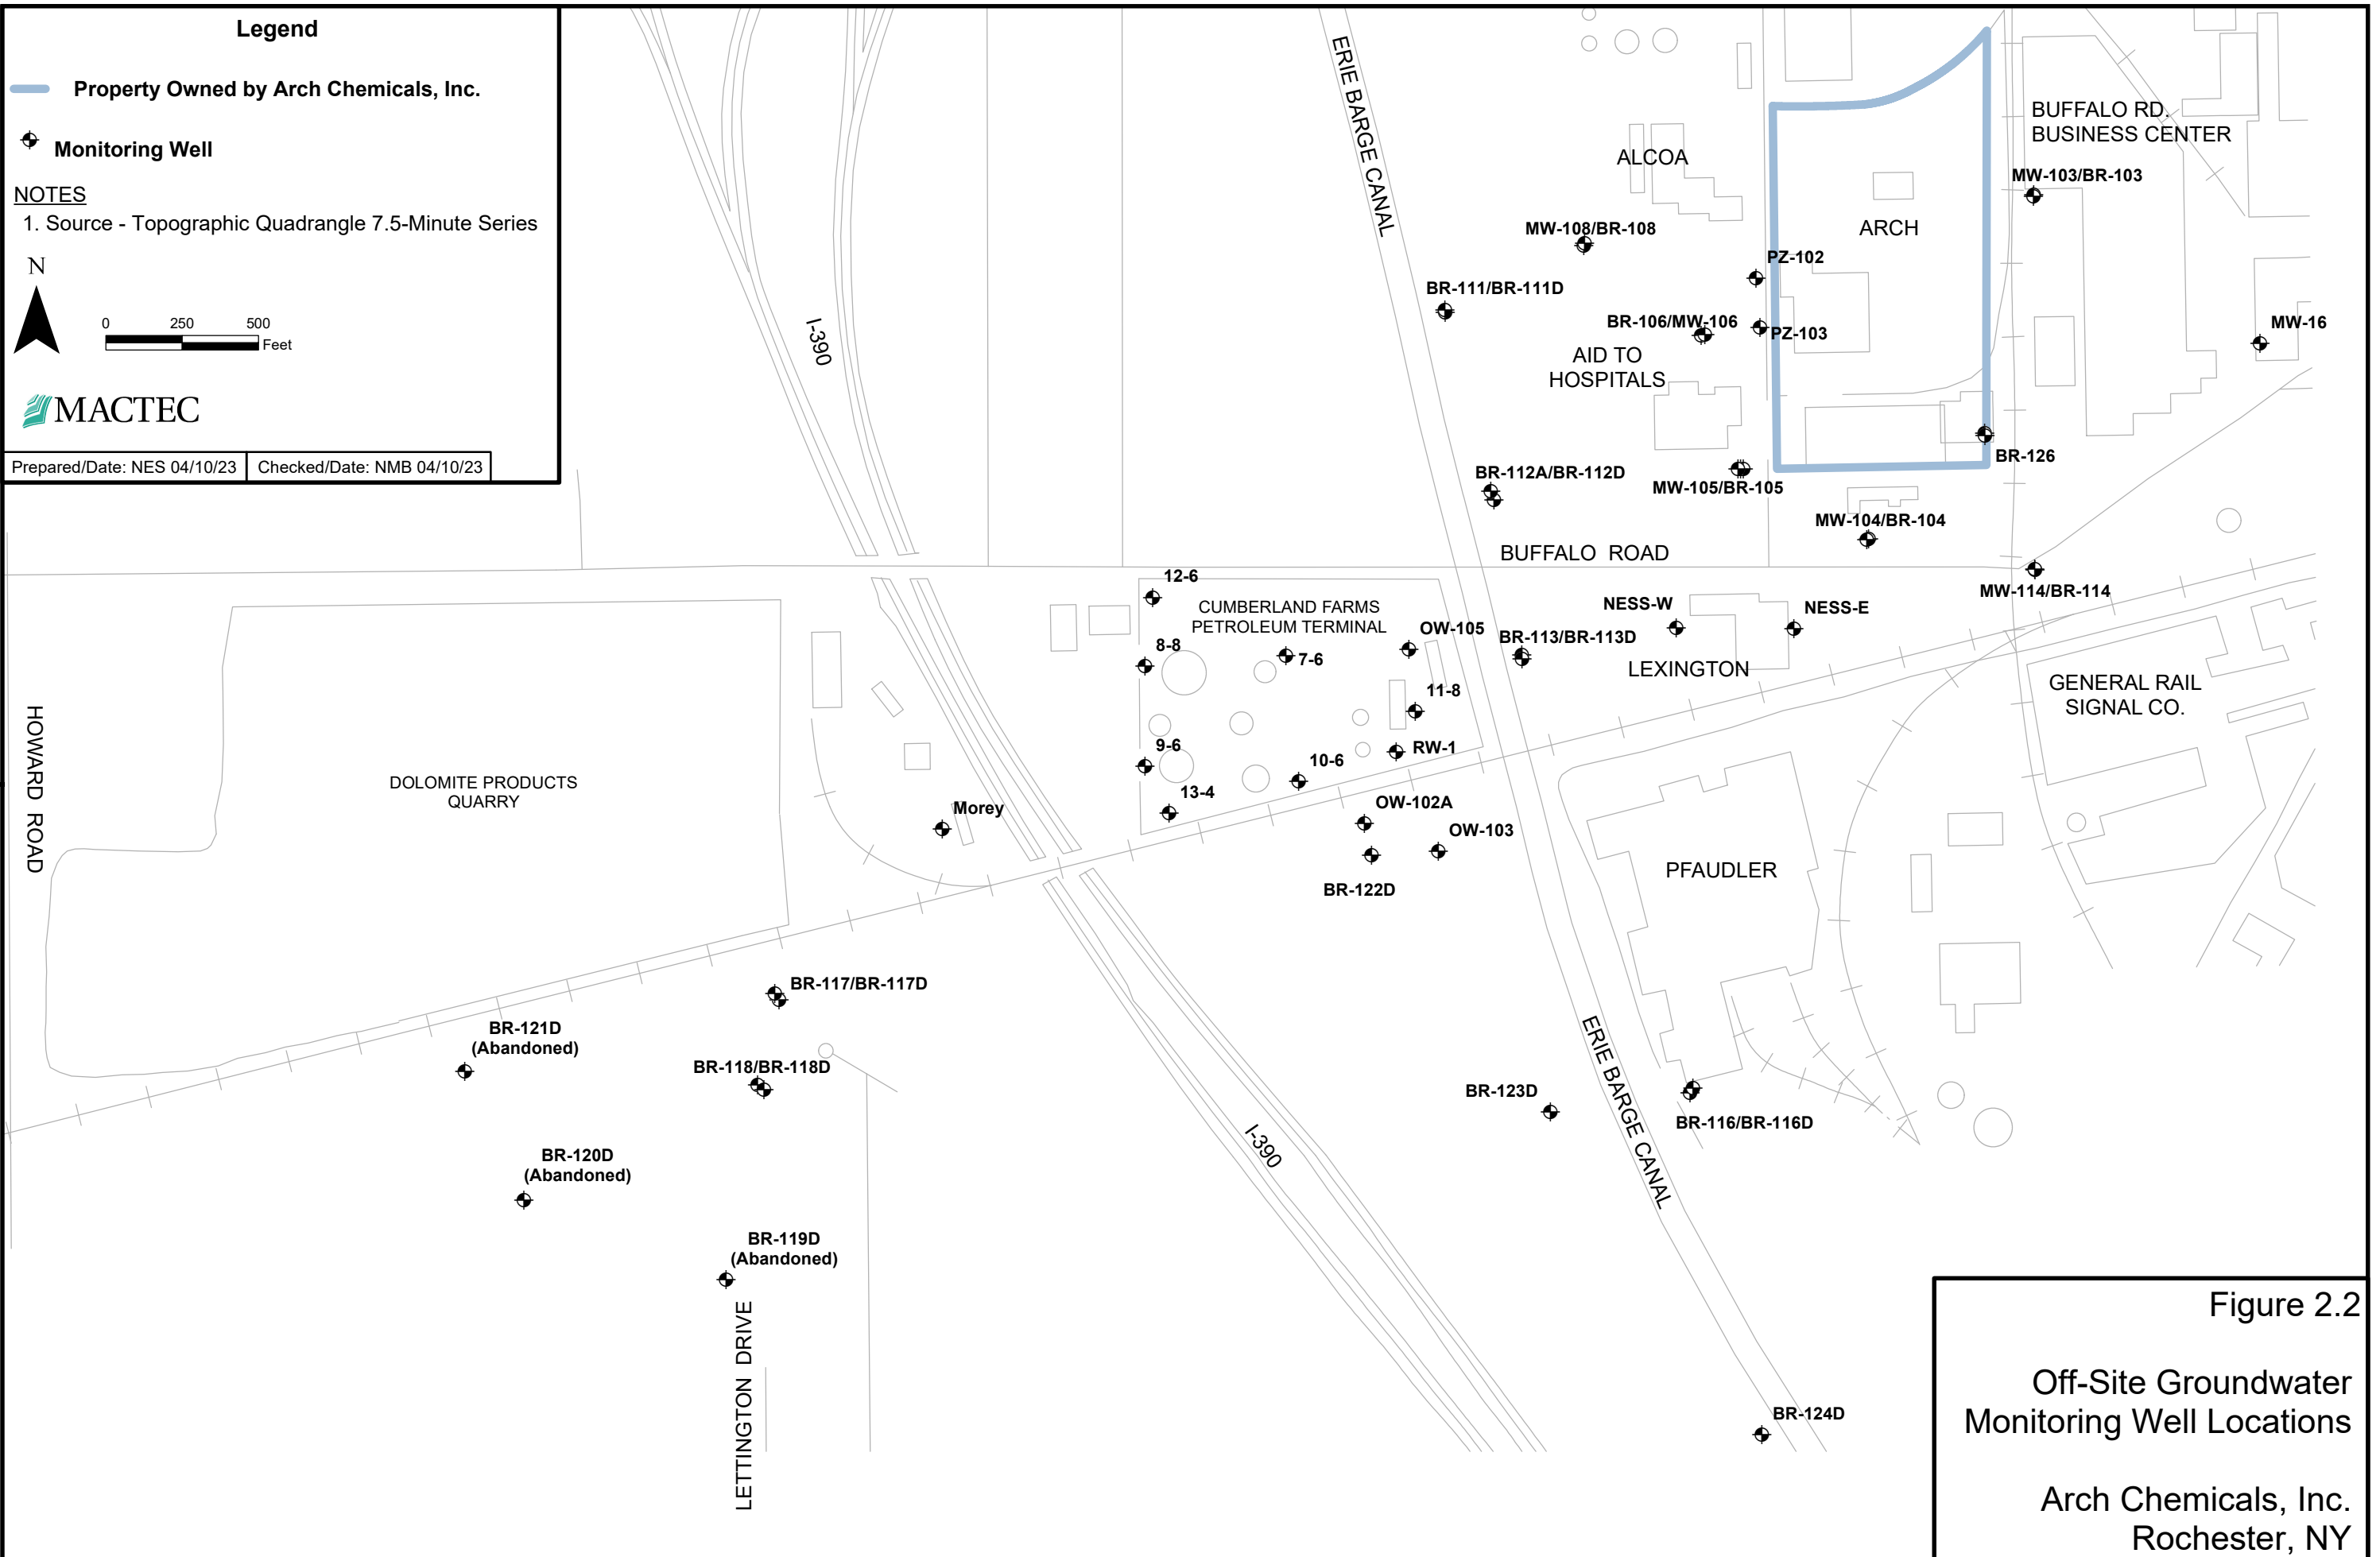 Legend
Property Owned by Arch Chemicals, Inc.
Monitoring Well
NOTES
1. Source - Topographic Quadrangle 7.5-Minute Series
N
0 250 500
Feet
MACTEC
Prepared/Date: NES 04/10/23 Checked/Date: NMB 04/10/23
ERIE BARGE CANAL
I-390
BUFFALO RD.
BUSINESS CENTER
ALCOA
MW-103/BR-103
ARCH
MW-108/BR-108
PZ-102
BR-111/BR-111D
BR-106/MW-106
PZ-103
MW-16
AID TO
HOSPITALS
BR-126
BR-112A/BR-112D
MW-105/BR-105
MW-104/BR-104
BUFFALO ROAD
MW-114/BR-114
12-6
CUMBERLAND FARMS
PETROLEUM TERMINAL
NESS-W
NESS-E
OW-105
BR-113/BR-113D
8-8
7-6
LEXINGTON
11-8
GENERAL RAIL
SIGNAL CO.
HOWARD ROAD
9-6
RW-1
10-6
DOLOMITE PRODUCTS
QUARRY
13-4
Morey
OW-102A
OW-103
PFAUDLER
BR-122D
BR-117/BR-117D
BR-121D
(Abandoned)
BR-118/BR-118D
ERIE BARGE CANAL
BR-123D
BR-116/BR-116D
I-390
BR-120D
(Abandoned)
BR-119D
(Abandoned)
LETTINGTON DRIVE
BR-124D
Figure 2.2
Off-Site Groundwater
Monitoring Well Locations
Arch Chemicals, Inc.
Rochester, NY